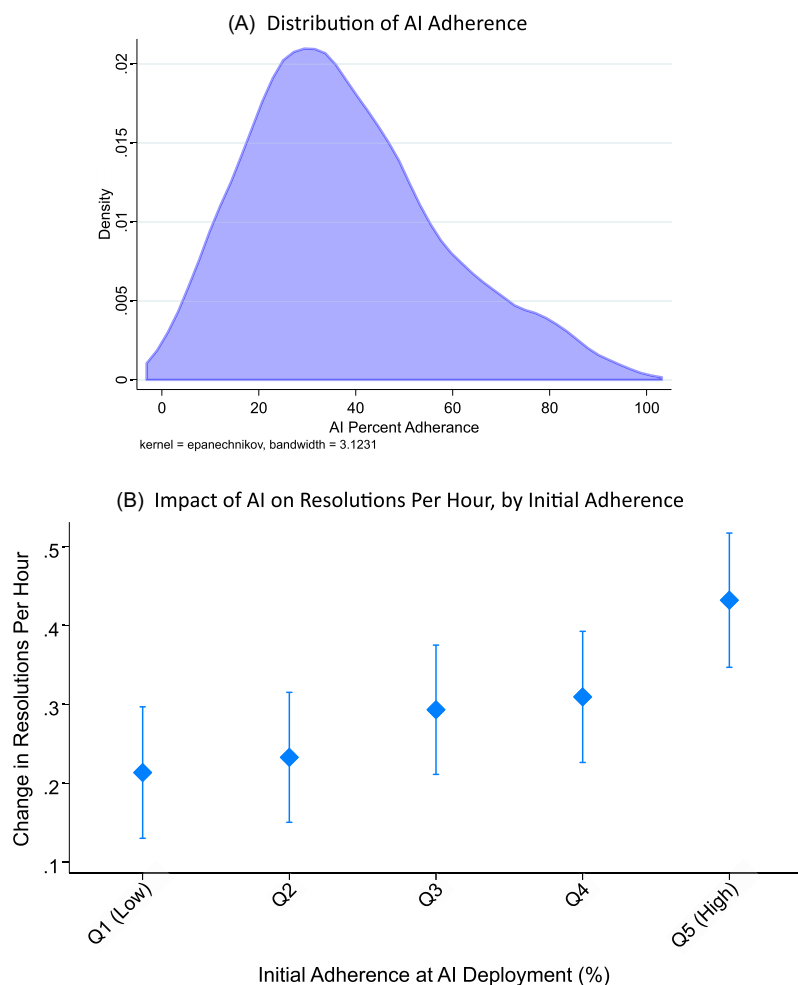 (A) Distribution of AI Adherence
Density
.02
.015
.01
.005
0
0 20 40 60 80 100
AI Percent Adherance
kernel = epanechnikov, bandwidth = 3.1231
(B) Impact of AI on Resolutions Per Hour, by Initial Adherence
Change in Resolutions Per Hour
.5
.4
.3
.2
.1
Q1 (Low) Q2 Q3 Q4 Q5 (High)
Initial Adherence at AI Deployment (%)